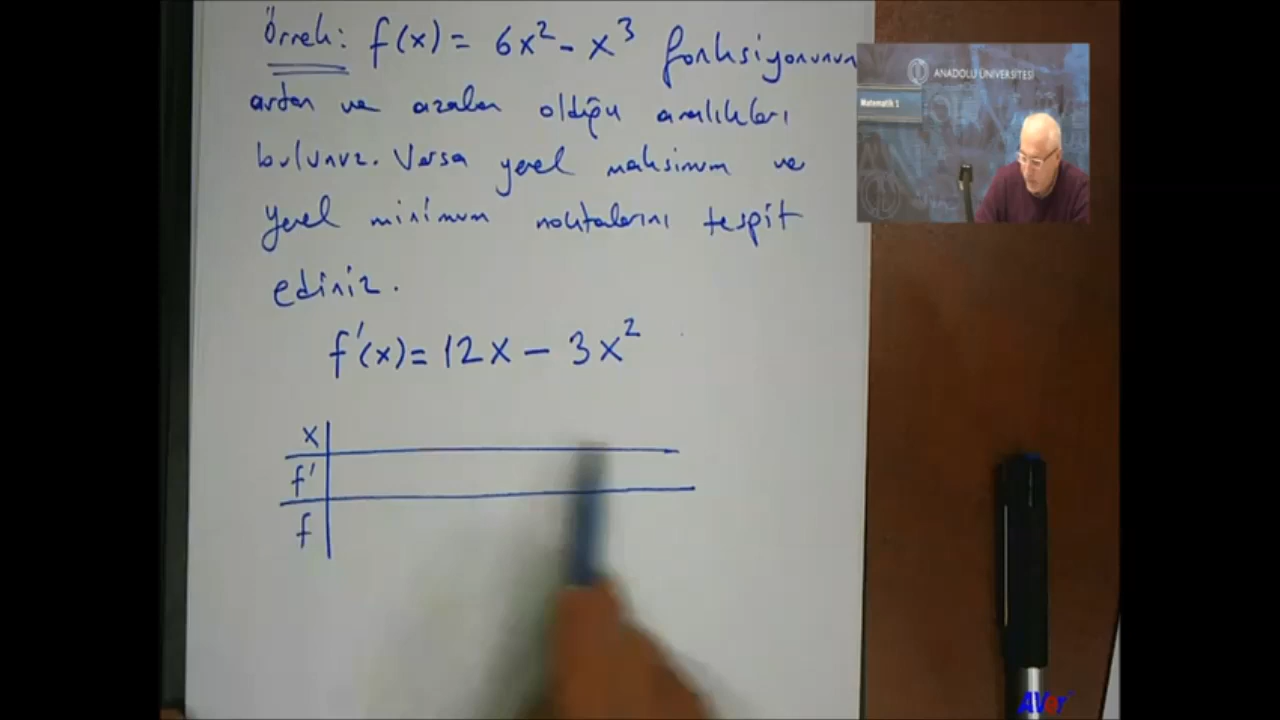 Örnek: f(x) = 6x² - x³ fonksiyonunun
artan ve azalan olduğu aralıkları
bulunuz. Varsa yerel maksimum ve
yerel minimum noktalarını tespit
ediniz.
f'(x) = 12x - 3x²
x
f'
f
ANADOLU ÜNİVERSİTESİ
Matematik 1
AVer